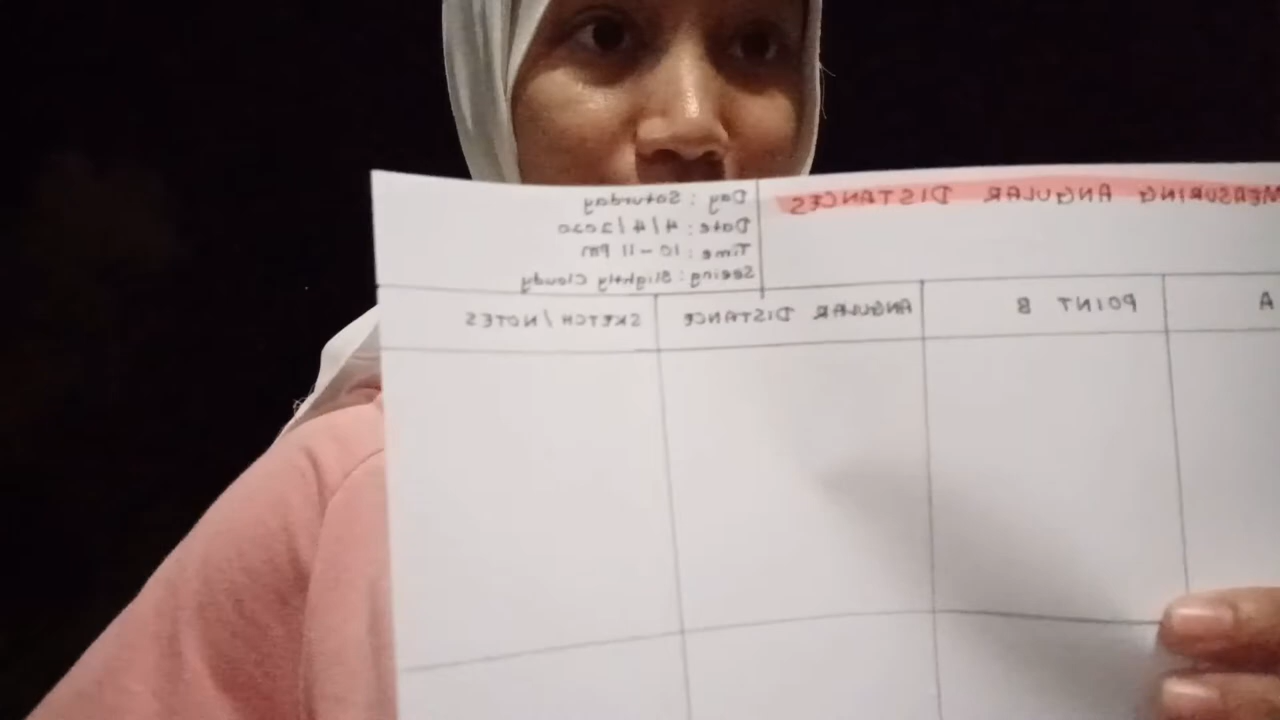 MEASURING ANGULAR DISTANCES
Day : Saturday
Date : 4/4/2020
Time : 10-11 PM
Seeing : Slightly Cloudy
A
POINT B
ANGULAR DISTANCE
SKETCH/NOTES